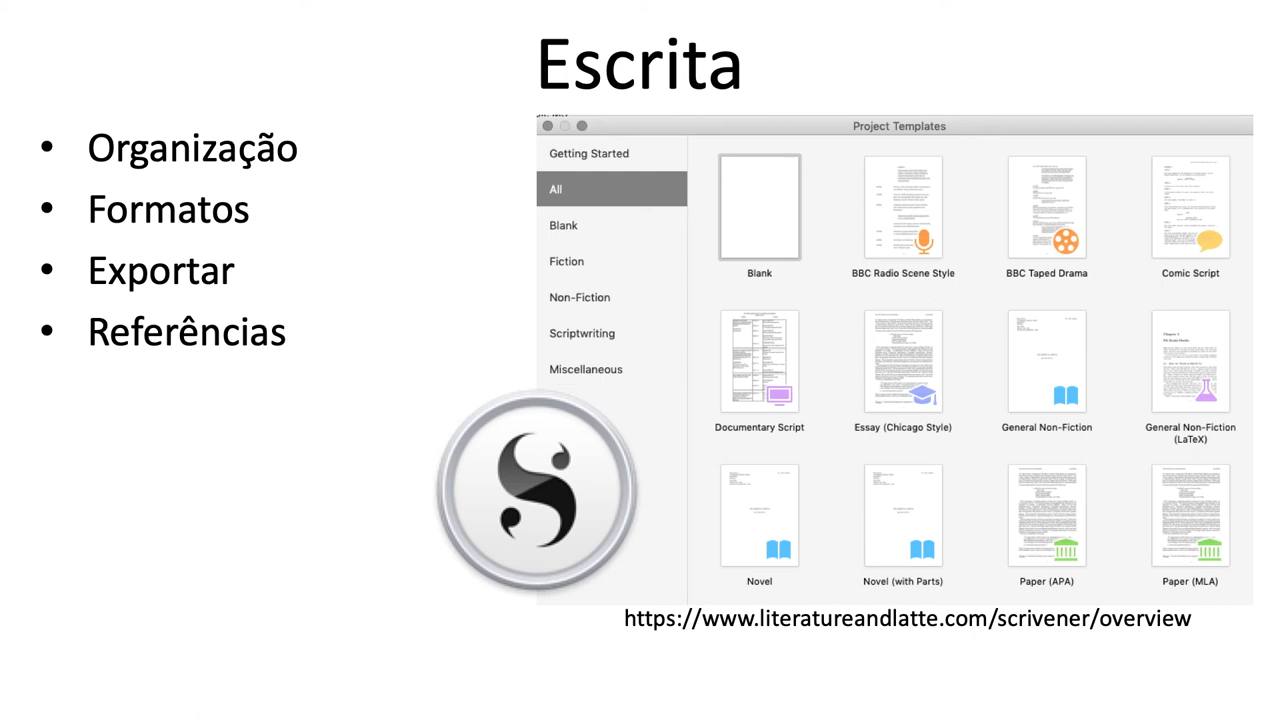 Escrita
• Organização
• Formatos
• Exportar
• Referências
Project Templates
Getting Started
All
Blank
Fiction
Non-Fiction
Scriptwriting
Miscellaneous
Blank
BBC Radio Scene Style
BBC Taped Drama
Comic Script
Documentary Script
Essay (Chicago Style)
General Non-Fiction
General Non-Fiction
(LaTeX)
Novel
Novel (with Parts)
Paper (APA)
Paper (MLA)
https://www.literatureandlatte.com/scrivener/overview